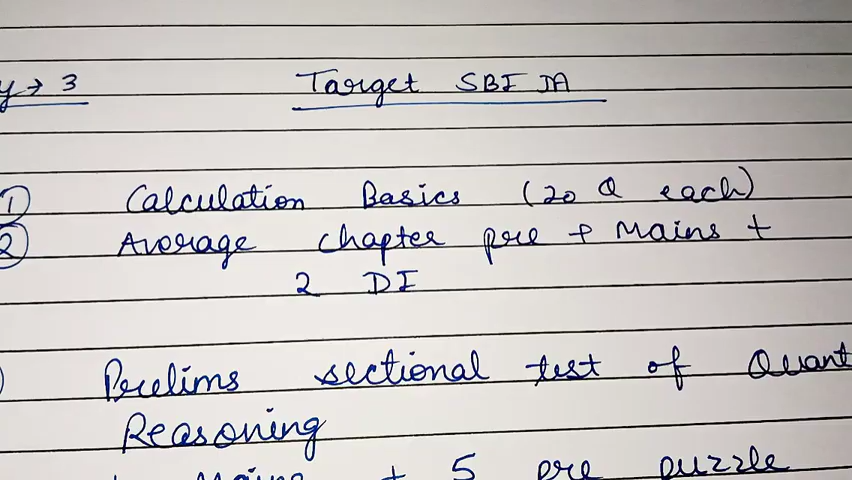 y → 3 Target SBI JA
① Calculation Basics (20 Q each)
② Average chapter pre + Mains +
2 DI
Prelims sectional test of Quant
Reasoning
Mains + 5 pre puzzle